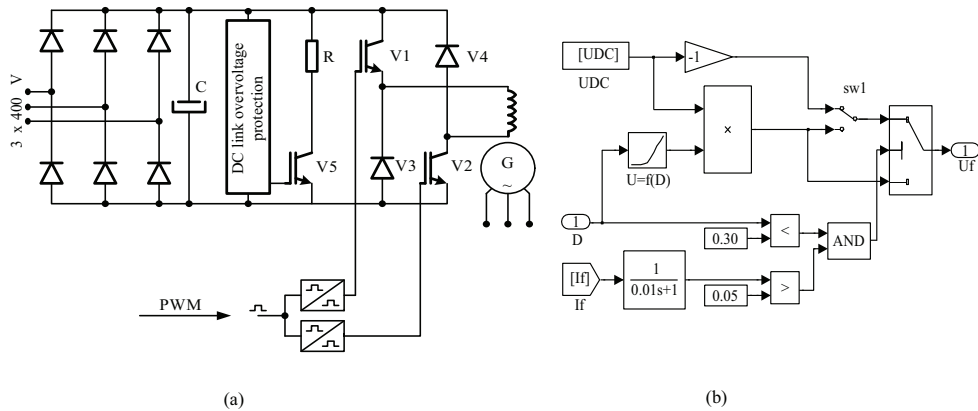 3 x 400 V
C
DC link overvoltage
protection
R
V1
V4
V5
V3
V2
G
~
PWM
(a)
[UDC]
UDC
-1
sw1
×
U=f(D)
1
Uf
1
D
0.30
<
AND
[If]
If
1
0.01s+1
0.05
>
(b)